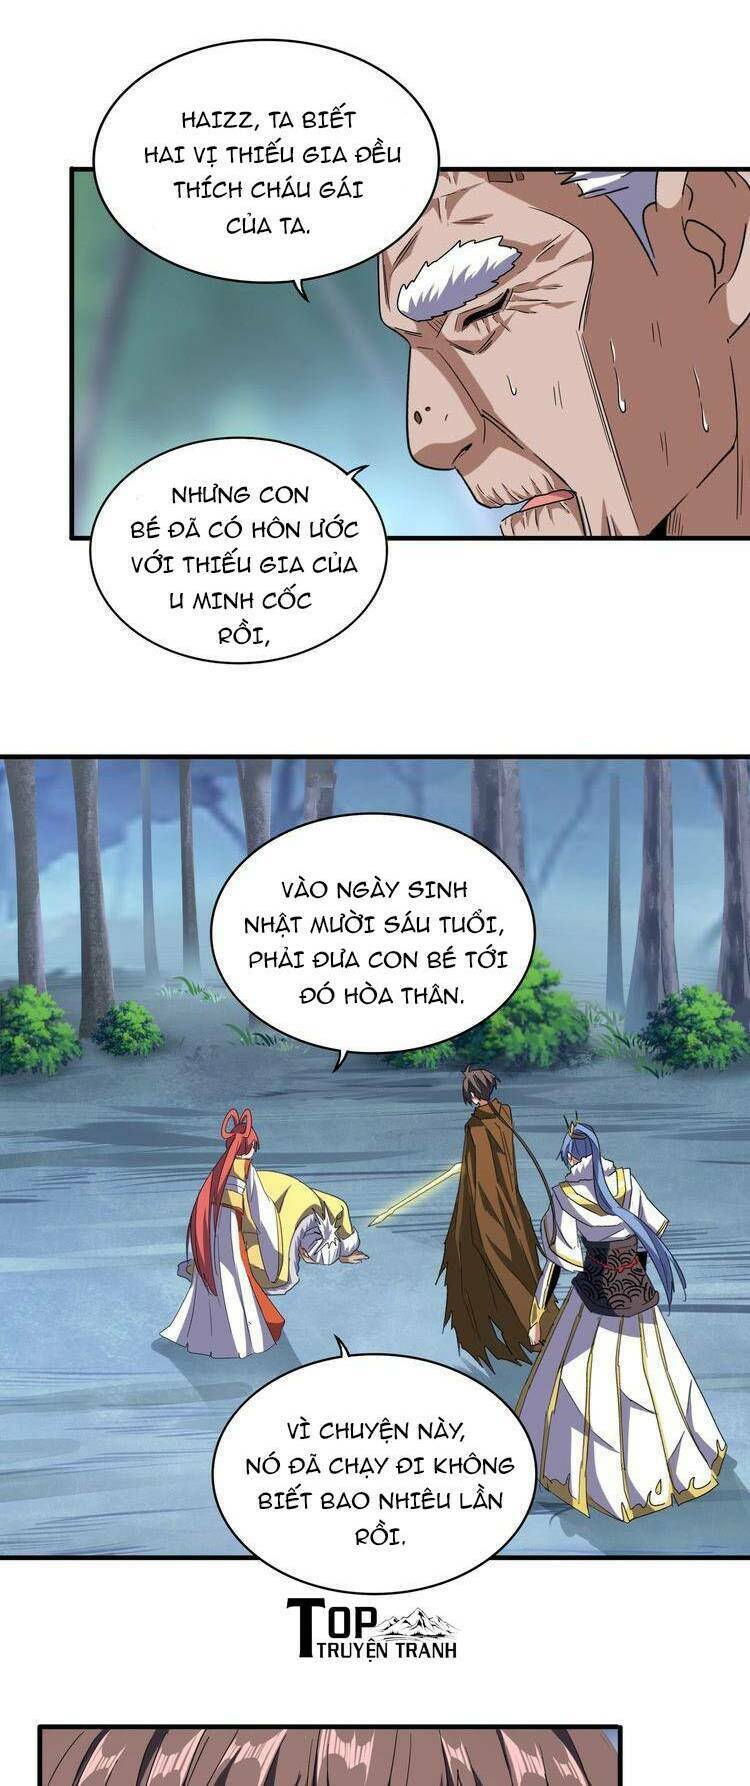 HAIZZ, TA BIẾT
HAI VỊ THIẾU GIA ĐỀU
THÍCH CHÁU GÁI
CỦA TA.
NHƯNG CON
BÉ ĐÃ CÓ HÔN ƯỚC
VỚI THIẾU GIA CỦA
U MINH CỐC
RỒI,
VÀO NGÀY SINH
NHẬT MƯỜI SÁU TUỔI,
PHẢI ĐƯA CON BÉ TỚI
ĐÓ HÒA THÂN.
VÌ CHUYỆN NÀY,
NÓ ĐÃ CHẠY ĐI KHÔNG
BIẾT BAO NHIÊU LẦN
RỒI.
TOP
TRUYỆN TRANH